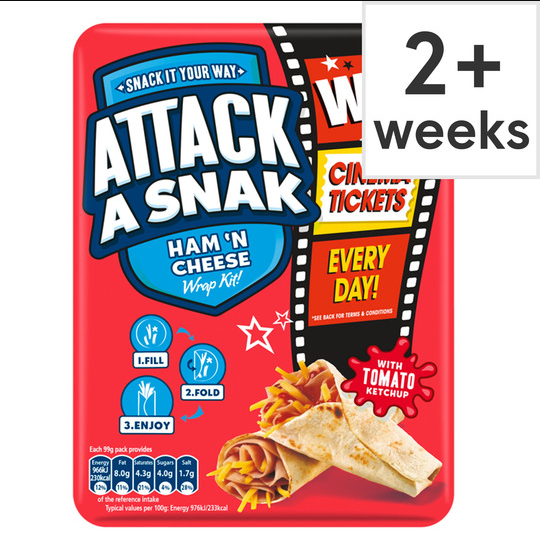 2+
weeks
SNACK IT YOUR WAY
ATTACK
A SNAK
HAM 'N
CHEESE
Wrap Kit!
W
CINEMA
TICKETS
EVERY
DAY!
*SEE BACK FOR TERMS & CONDITIONS
1.FILL
2.FOLD
3.ENJOY
WITH
TOMATO
KETCHUP
Each 99g pack provides
Energy Fat Saturates Sugars Salt
966kJ 8.0g 4.3g 4.0g 1.7g
230kcal
12% 11% 21% 4% 28%
of the reference intake
Typical values per 100g: Energy 976kJ/233kcal